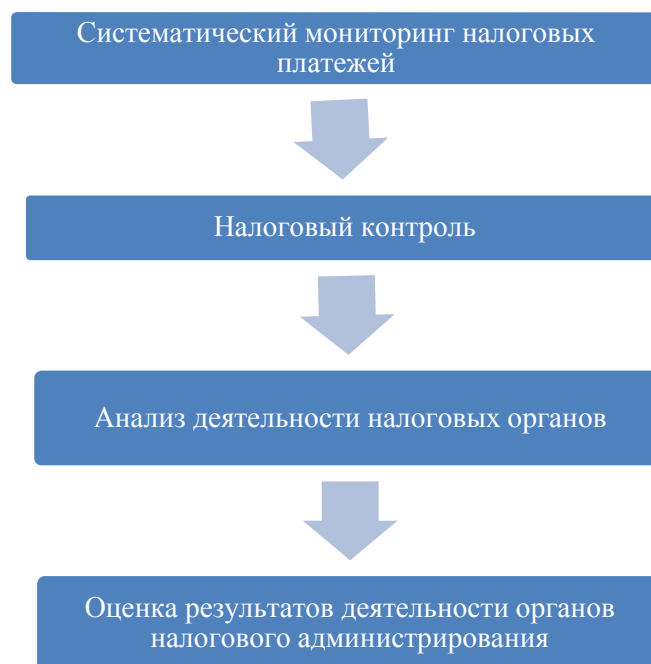 Систематический мониторинг налоговых
платежей
Налоговый контроль
Анализ деятельности налоговых органов
Оценка результатов деятельности органов
налогового администрирования